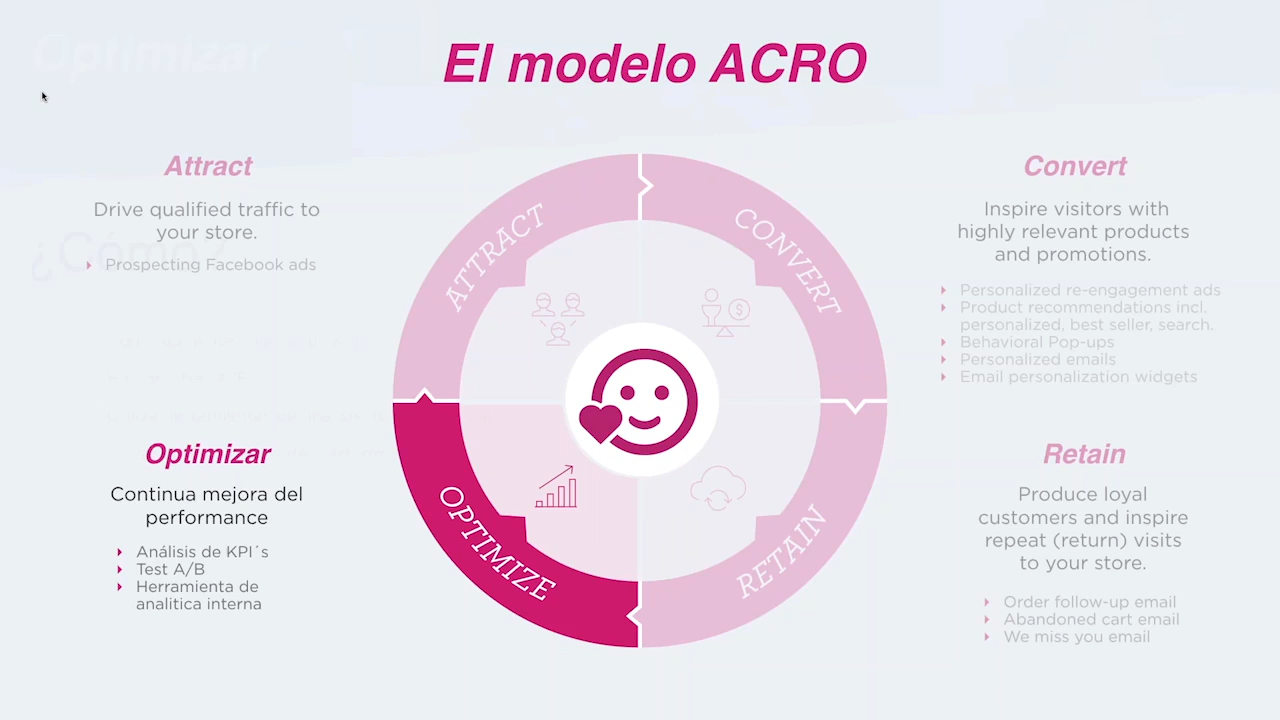 Optimizar
El modelo ACRO
Attract
Drive qualified traffic to
your store.
¿Cómo?
Prospecting Facebook ads
Convert
Inspire visitors with
highly relevant products
and promotions.
Personalized re-engagement ads
Product recommendations incl.
personalized, best seller, search.
Behavioral Pop-ups
Personalized emails
Email personalization widgets
ATTRACT
CONVERT
OPTIMIZE
RETAIN
Optimizar
Continua mejora del
performance
Análisis de KPI´s
Test A/B
Herramienta de
analitica interna
Retain
Produce loyal
customers and inspire
repeat (return) visits
to your store.
Order follow-up email
Abandoned cart email
We miss you email